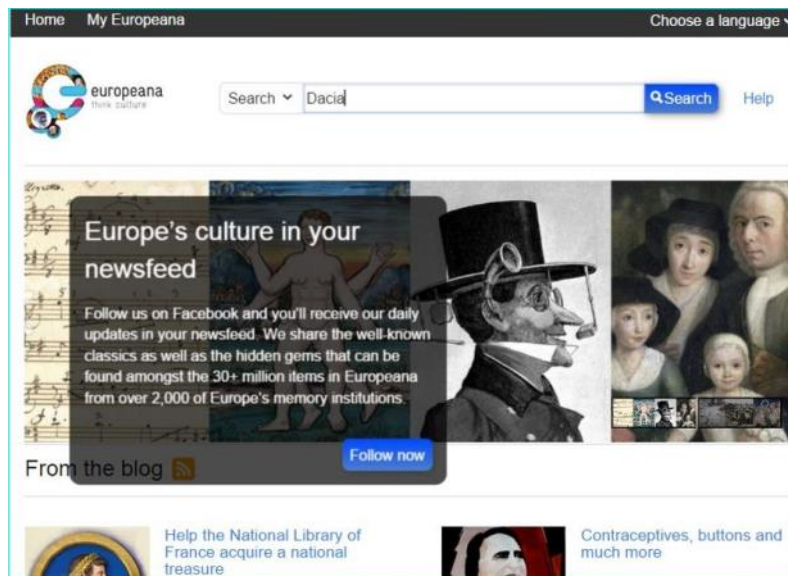 Home My Europeana Choose a language
europeana
think culture
Search Dacia Search Help
Europe's culture in your
newsfeed
Follow us on Facebook and you'll receive our daily
updates in your newsfeed. We share the well-known
classics as well as the hidden gems that can be
found amongst the 30+ million items in Europeana
from over 2,000 of Europe's memory institutions.
Follow now
From the blog
Help the National Library of
France acquire a national
treasure
Contraceptives, buttons and
much more